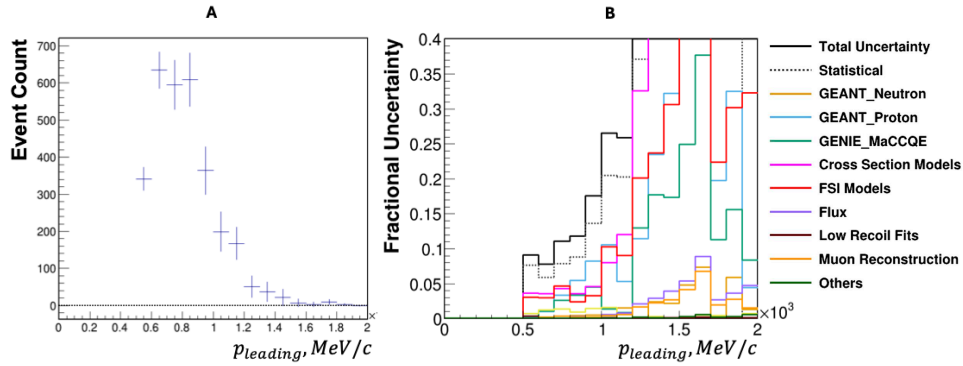 A
B
Event Count
700
600
500
400
300
200
100
0
0
0.2
0.4
0.6
0.8
1
1.2
1.4
1.6
1.8
2
×
p_leading, MeV/c
Fractional Uncertainty
0.4
0.35
0.3
0.25
0.2
0.15
0.1
0.05
0
0
0.5
1
1.5
2
×10³
p_leading, MeV/c
Total Uncertainty
Statistical
GEANT_Neutron
GEANT_Proton
GENIE_MaCCQE
Cross Section Models
FSI Models
Flux
Low Recoil Fits
Muon Reconstruction
Others